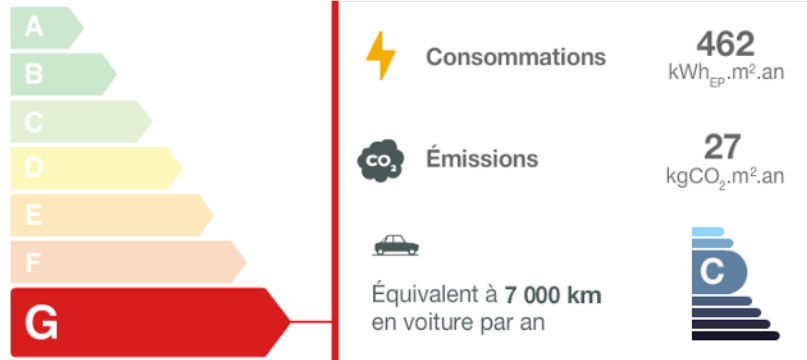 A
B
C
D
E
F
G
Consommations
462
kWhEP.m².an
CO2
Émissions
27
kgCO2.m².an
Équivalent à 7 000 km
en voiture par an
C